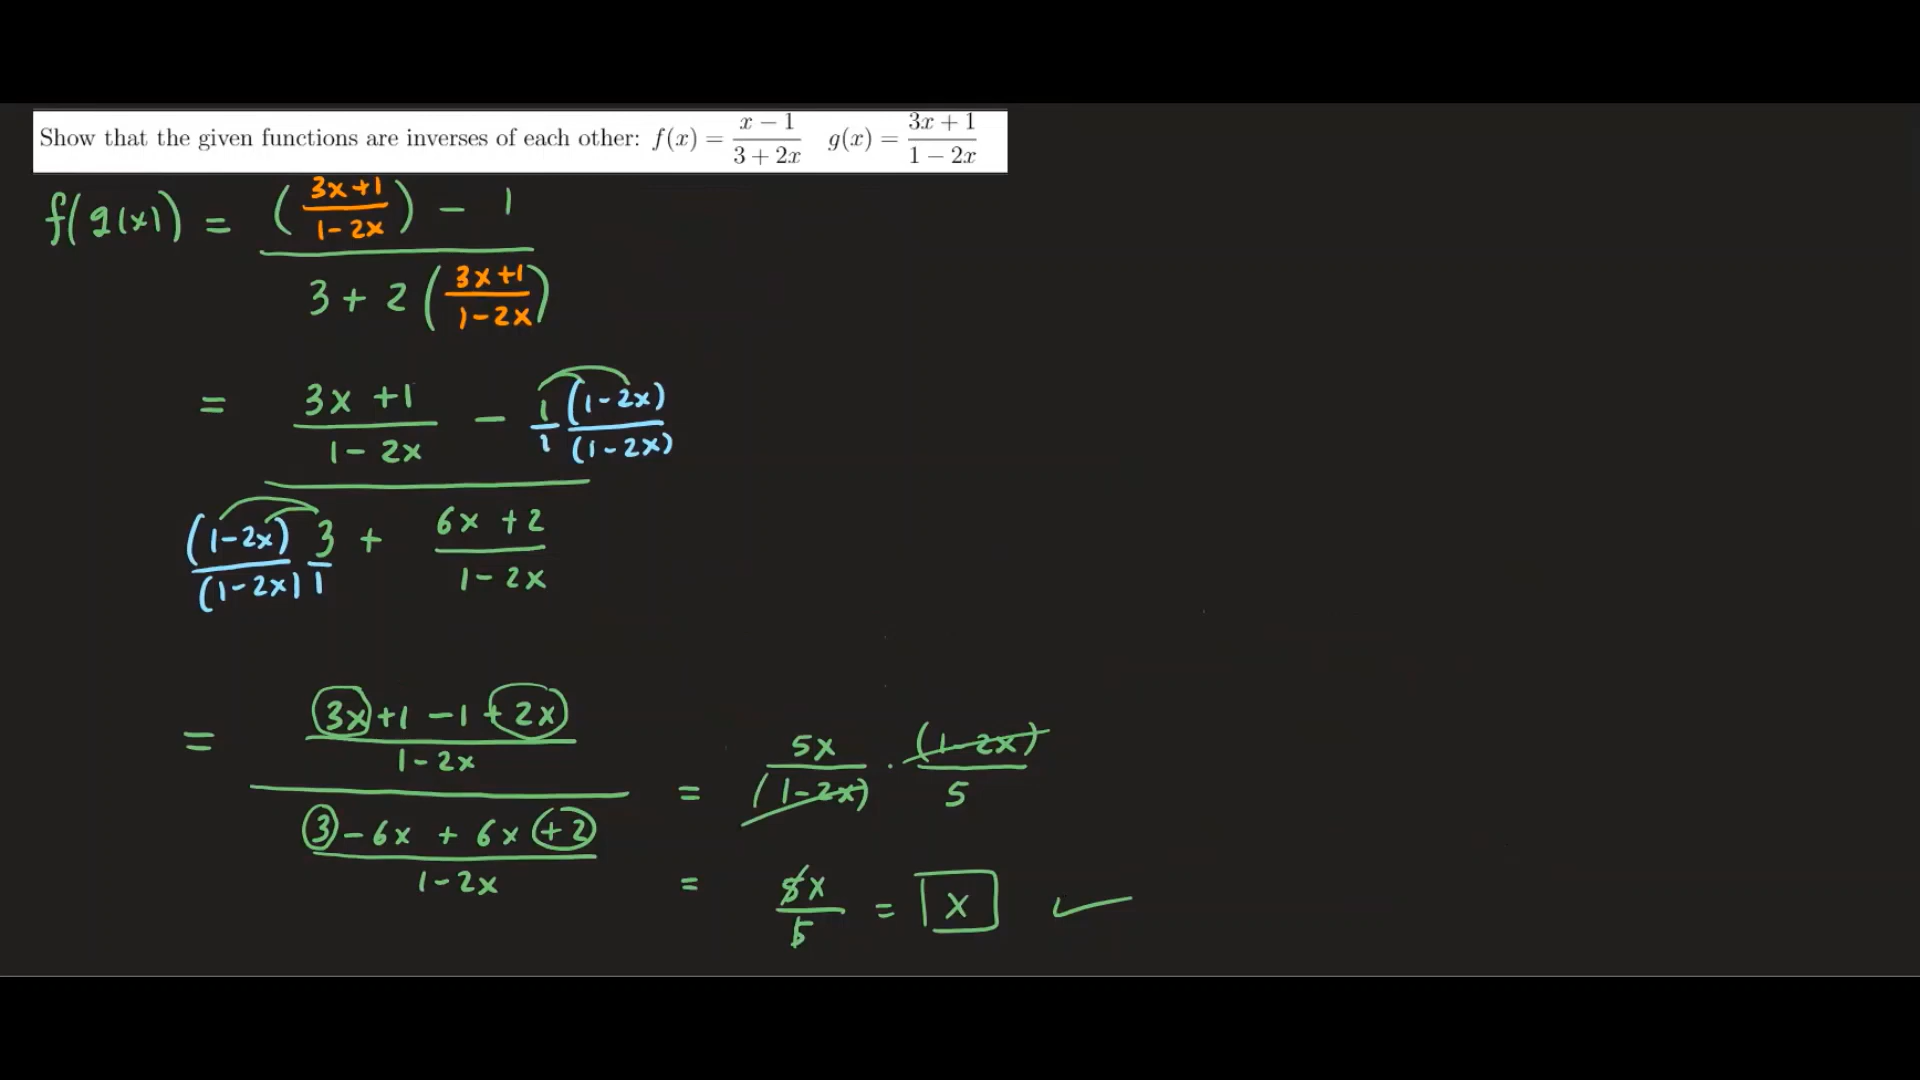 Show that the given functions are inverses of each other: f(x) = (x − 1)/(3 + 2x)   g(x) = (3x + 1)/(1 − 2x)
f(g(x)) = ((3x+1)/(1-2x)) - 1
3 + 2((3x+1)/(1-2x))
= (3x+1)/(1-2x) - 1/1 (1-2x)/(1-2x)
(1-2x)/(1-2x) 3/1 + (6x+2)/(1-2x)
= (3x+1-1+2x)/(1-2x)
(3-6x+6x+2)/(1-2x)
= 5x/(1-2x) · (1-2x)/5
= 5x/5 = x ✓